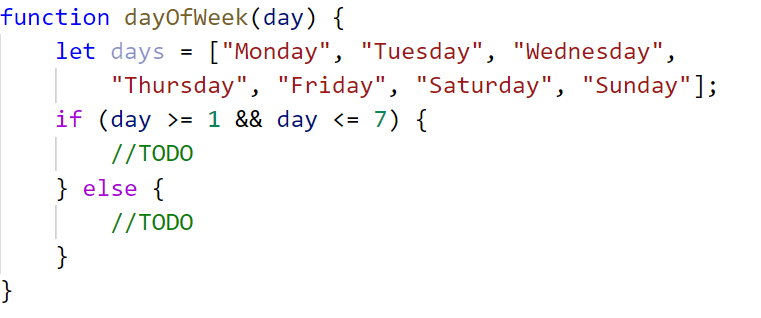 function dayOfWeek(day) {
    let days = ["Monday", "Tuesday", "Wednesday",
        "Thursday", "Friday", "Saturday", "Sunday"];
    if (day >= 1 && day <= 7) {
        //TODO
    } else {
        //TODO
    }
}